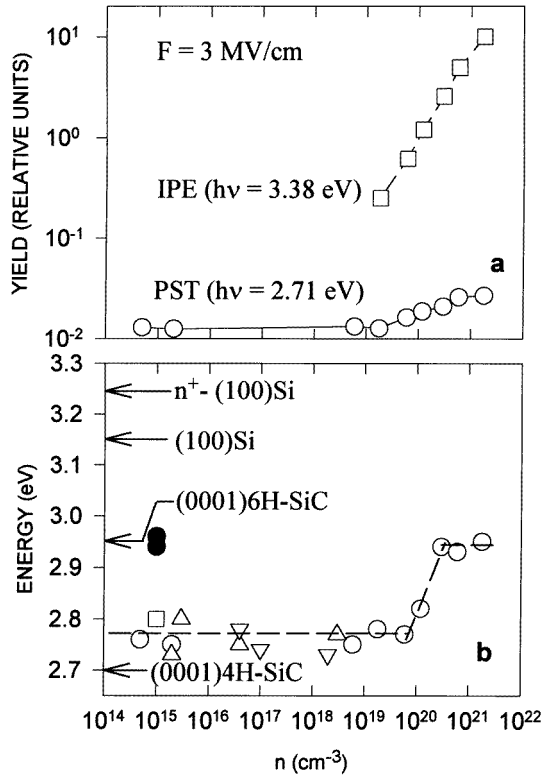 10¹
F = 3 MV/cm
10⁰
YIELD (RELATIVE UNITS)
IPE (hν = 3.38 eV)
10⁻¹
a
PST (hν = 2.71 eV)
10⁻²
3.3
n⁺- (100)Si
3.2
(100)Si
3.1
(0001)6H-SiC
3.0
ENERGY (eV)
2.9
2.8
b
2.7
(0001)4H-SiC
10¹⁴ 10¹⁵ 10¹⁶ 10¹⁷ 10¹⁸ 10¹⁹ 10²⁰ 10²¹ 10²²
n (cm⁻³)